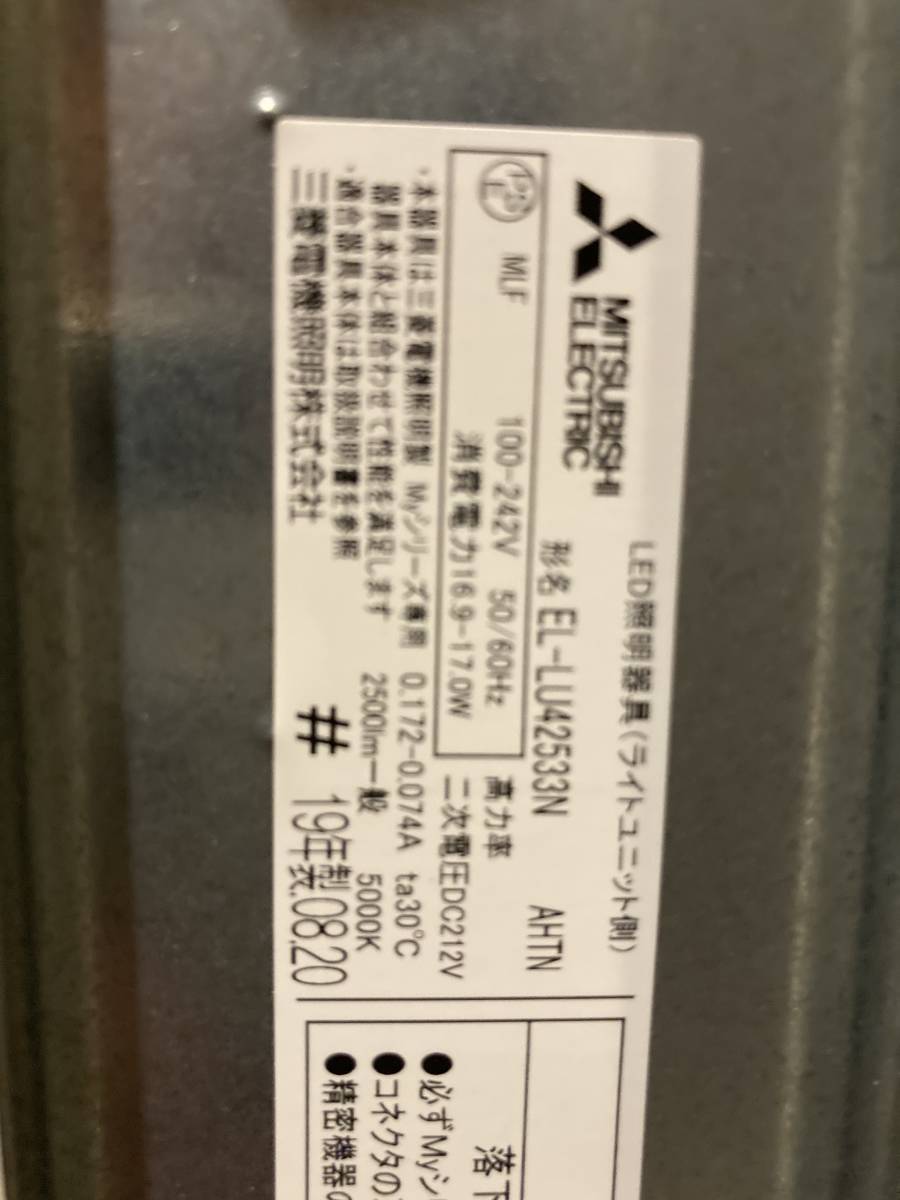 LED照明器具(ライトユニット側)
MITSUBISHI
ELECTRIC
形名 EL-LU42533N AHTN
PS
E
MLF 100-242V 50/60Hz
消費電力16.9-17.0W
高力率
二次電圧DC212V
・本器具は三菱電機照明製 Myシリーズ専用 0.172-0.074A ta30℃
器具本体と組合わせて性能を満足します 2500lm一般 5000K
・適合器具本体は取扱説明書を参照
三菱電機照明株式会社 # 19年制 08.20
落下
●必ずMyシ
●コネクタの
●精密機器の